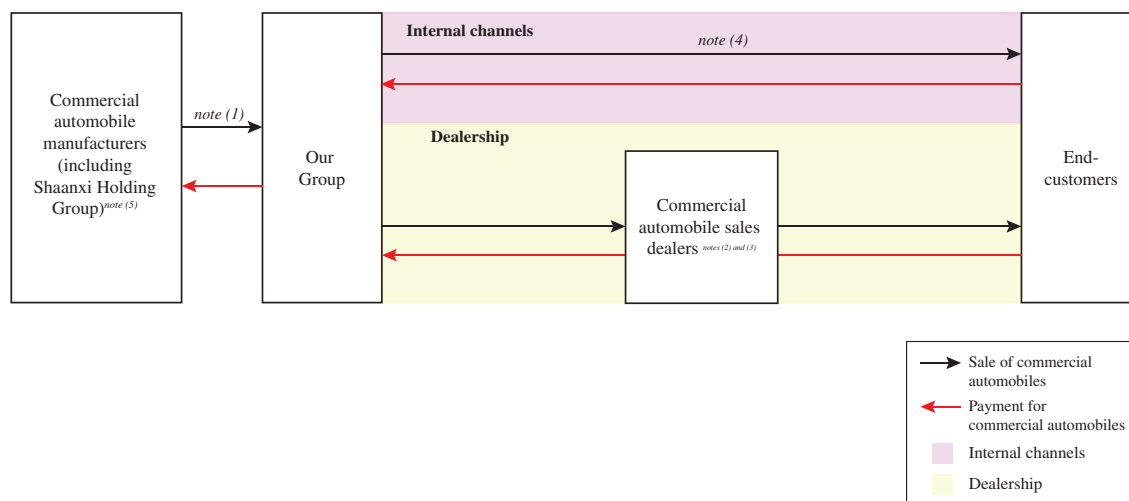 Commercial
automobile
manufacturers
(including
Shaanxi Holding
Group)note (5)
note (1)
Our
Group
Internal channels
note (4)
Dealership
Commercial
automobile sales
dealers notes (2) and (3)
End-
customers
Sale of commercial
automobiles
Payment for
commercial automobiles
Internal channels
Dealership